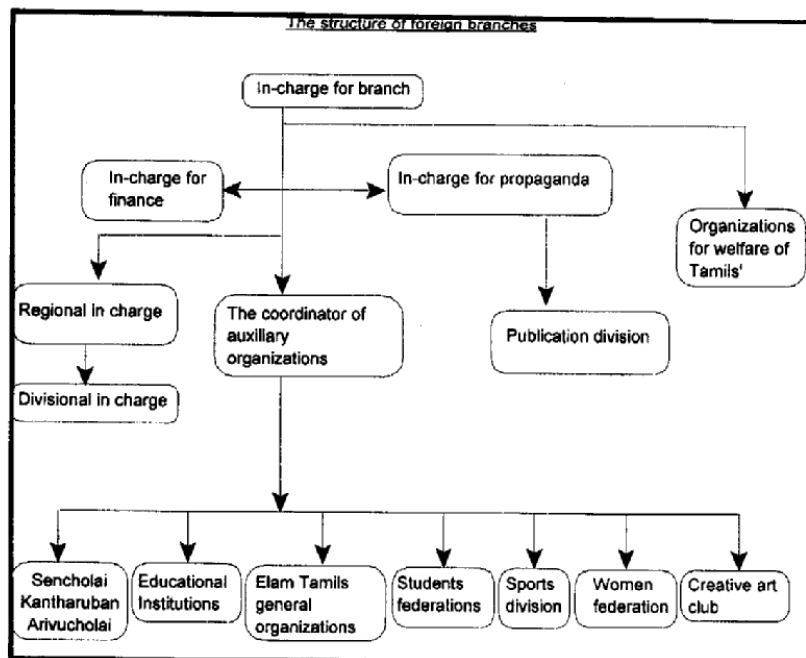 The structure of foreign branches
In-charge for branch
In-charge for
finance
In-charge for propaganda
Organizations
for welfare of
Tamils'
Regional in charge
The coordinator of
auxillary
organizations
Publication division
Divisional in charge
Sencholai
Kantharuban
Arivucholai
Educational
Institutions
Elam Tamils
general
organizations
Students
federations
Sports
division
Women
federation
Creative art
club